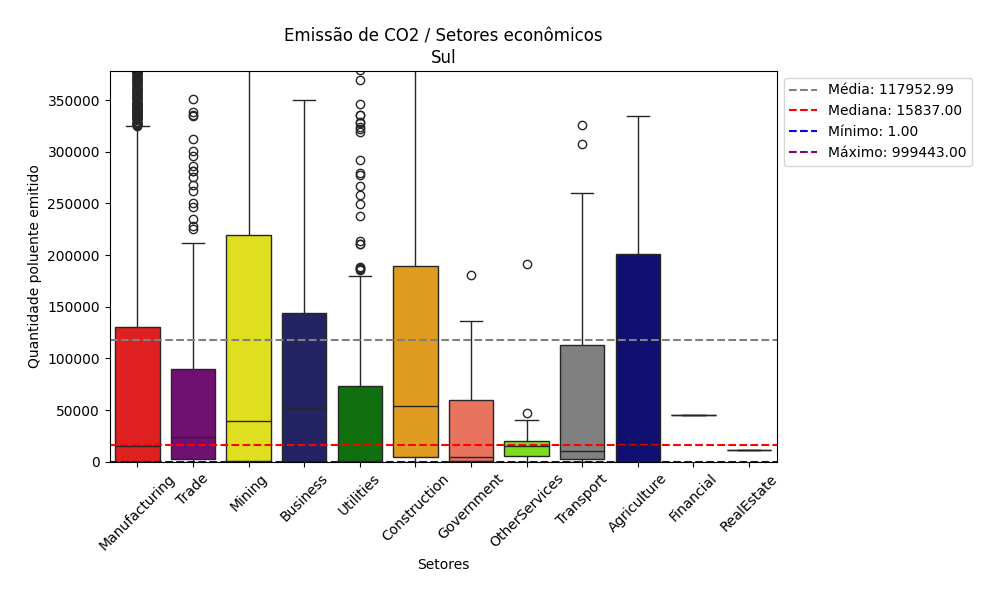 Emissão de CO2 / Setores econômicos
Sul
Quantidade poluente emitido
350000
300000
250000
200000
150000
100000
50000
0
Manufacturing
Trade
Mining
Business
Utilities
Construction
Government
OtherServices
Transport
Agriculture
Financial
RealEstate
Setores
Média: 117952.99
Mediana: 15837.00
Mínimo: 1.00
Máximo: 999443.00